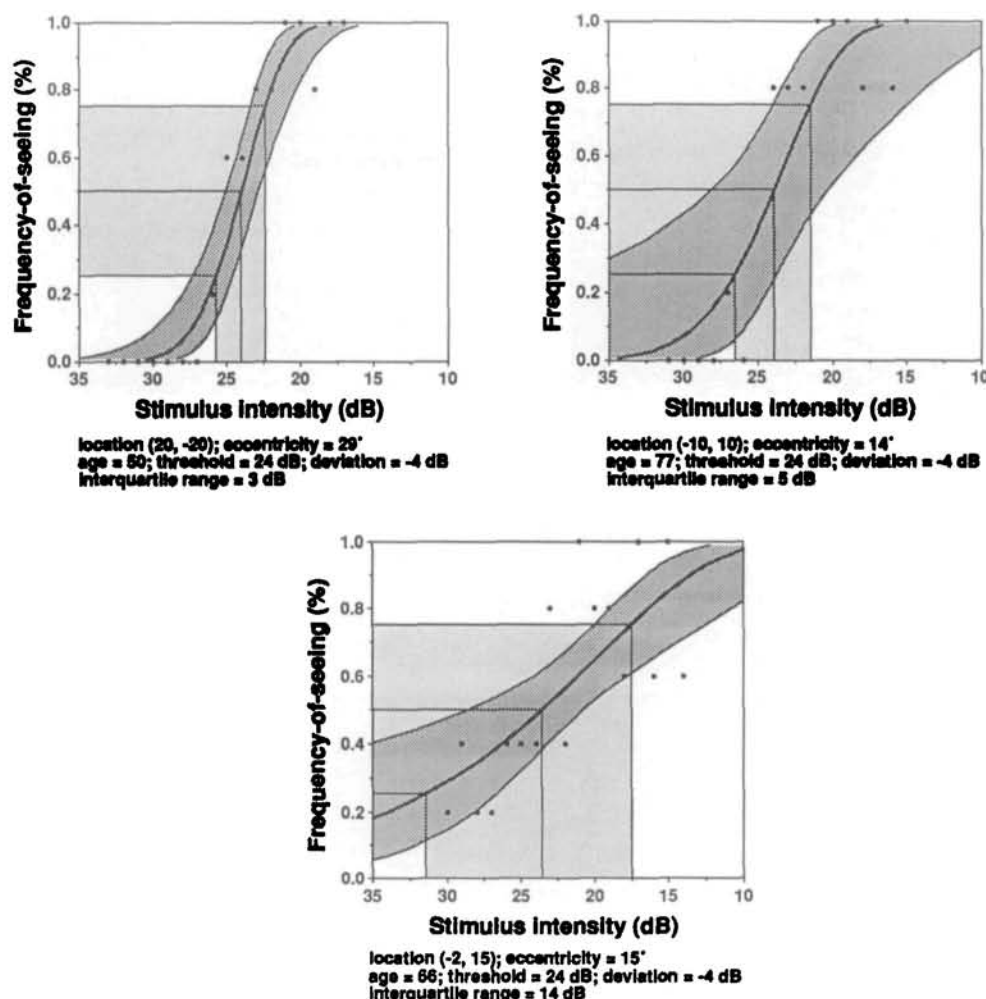 Frequency-of-seeing (%)
1.0
0.8
0.6
0.4
0.2
0.0
35 30 25 20 15 10
Stimulus intensity (dB)
location (20, -20); eccentricity = 29°
age = 50; threshold = 24 dB; deviation = -4 dB
interquartile range = 3 dB
Frequency-of-seeing (%)
1.0
0.8
0.6
0.4
0.2
0.0
35 30 25 20 15 10
Stimulus intensity (dB)
location (-10, 10); eccentricity = 14°
age = 77; threshold = 24 dB; deviation = -4 dB
interquartile range = 5 dB
Frequency-of-seeing (%)
1.0
0.8
0.6
0.4
0.2
0.0
35 30 25 20 15 10
Stimulus intensity (dB)
location (-2, 15); eccentricity = 15°
age = 66; threshold = 24 dB; deviation = -4 dB
interquartile range = 14 dB